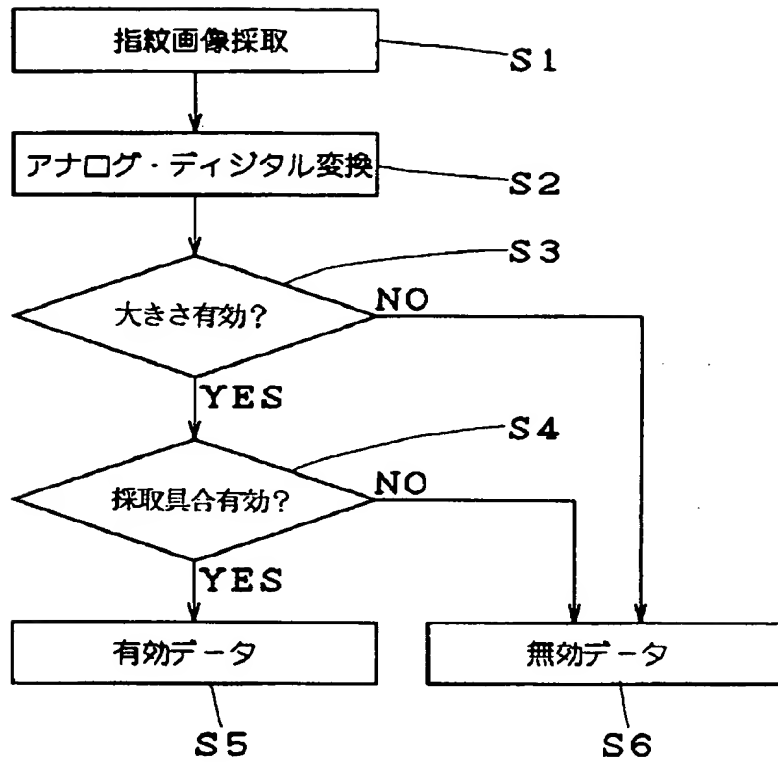 指紋画像採取
S1
アナログ・ディジタル変換
S2
S3
大きさ有効?
NO
YES
S4
採取具合有効?
NO
YES
有効データ
無効データ
S5
S6